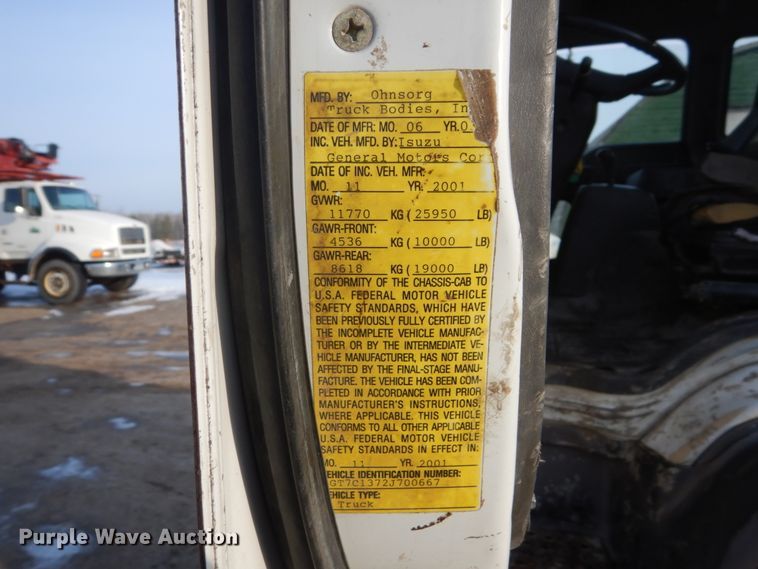 MFD. BY: Ohnsorg
Truck Bodies, In
DATE OF MFR: MO. 06 YR. 0
INC. VEH. MFD. BY: Isuzu
General Motors Cor
DATE OF INC. VEH. MFR:
MO. 11 YR. 2001
GVWR:
11770 KG ( 25950 LB)
GAWR-FRONT:
4536 KG ( 10000 LB)
GAWR-REAR:
8618 KG ( 19000 LB)
CONFORMITY OF THE CHASSIS-CAB TO
U.S.A. FEDERAL MOTOR VEHICLE
SAFETY STANDARDS, WHICH HAVE
BEEN PREVIOUSLY FULLY CERTIFIED BY
THE INCOMPLETE VEHICLE MANUFAC-
TURER OR BY THE INTERMEDIATE VE-
HICLE MANUFACTURER, HAS NOT BEEN
AFFECTED BY THE FINAL-STAGE MANU-
FACTURE. THE VEHICLE HAS BEEN COM-
PLETED IN ACCORDANCE WITH PRIOR
MANUFACTURER'S INSTRUCTIONS,
WHERE APPLICABLE. THIS VEHICLE
CONFORMS TO ALL OTHER APPLICABLE
U.S.A. FEDERAL MOTOR VEHICLE
SAFETY STANDARDS IN EFFECT IN:
MO. 11 YR. 2001
VEHICLE IDENTIFICATION NUMBER:
GT7C1372J700667
VEHICLE TYPE:
Truck
Purple Wave Auction